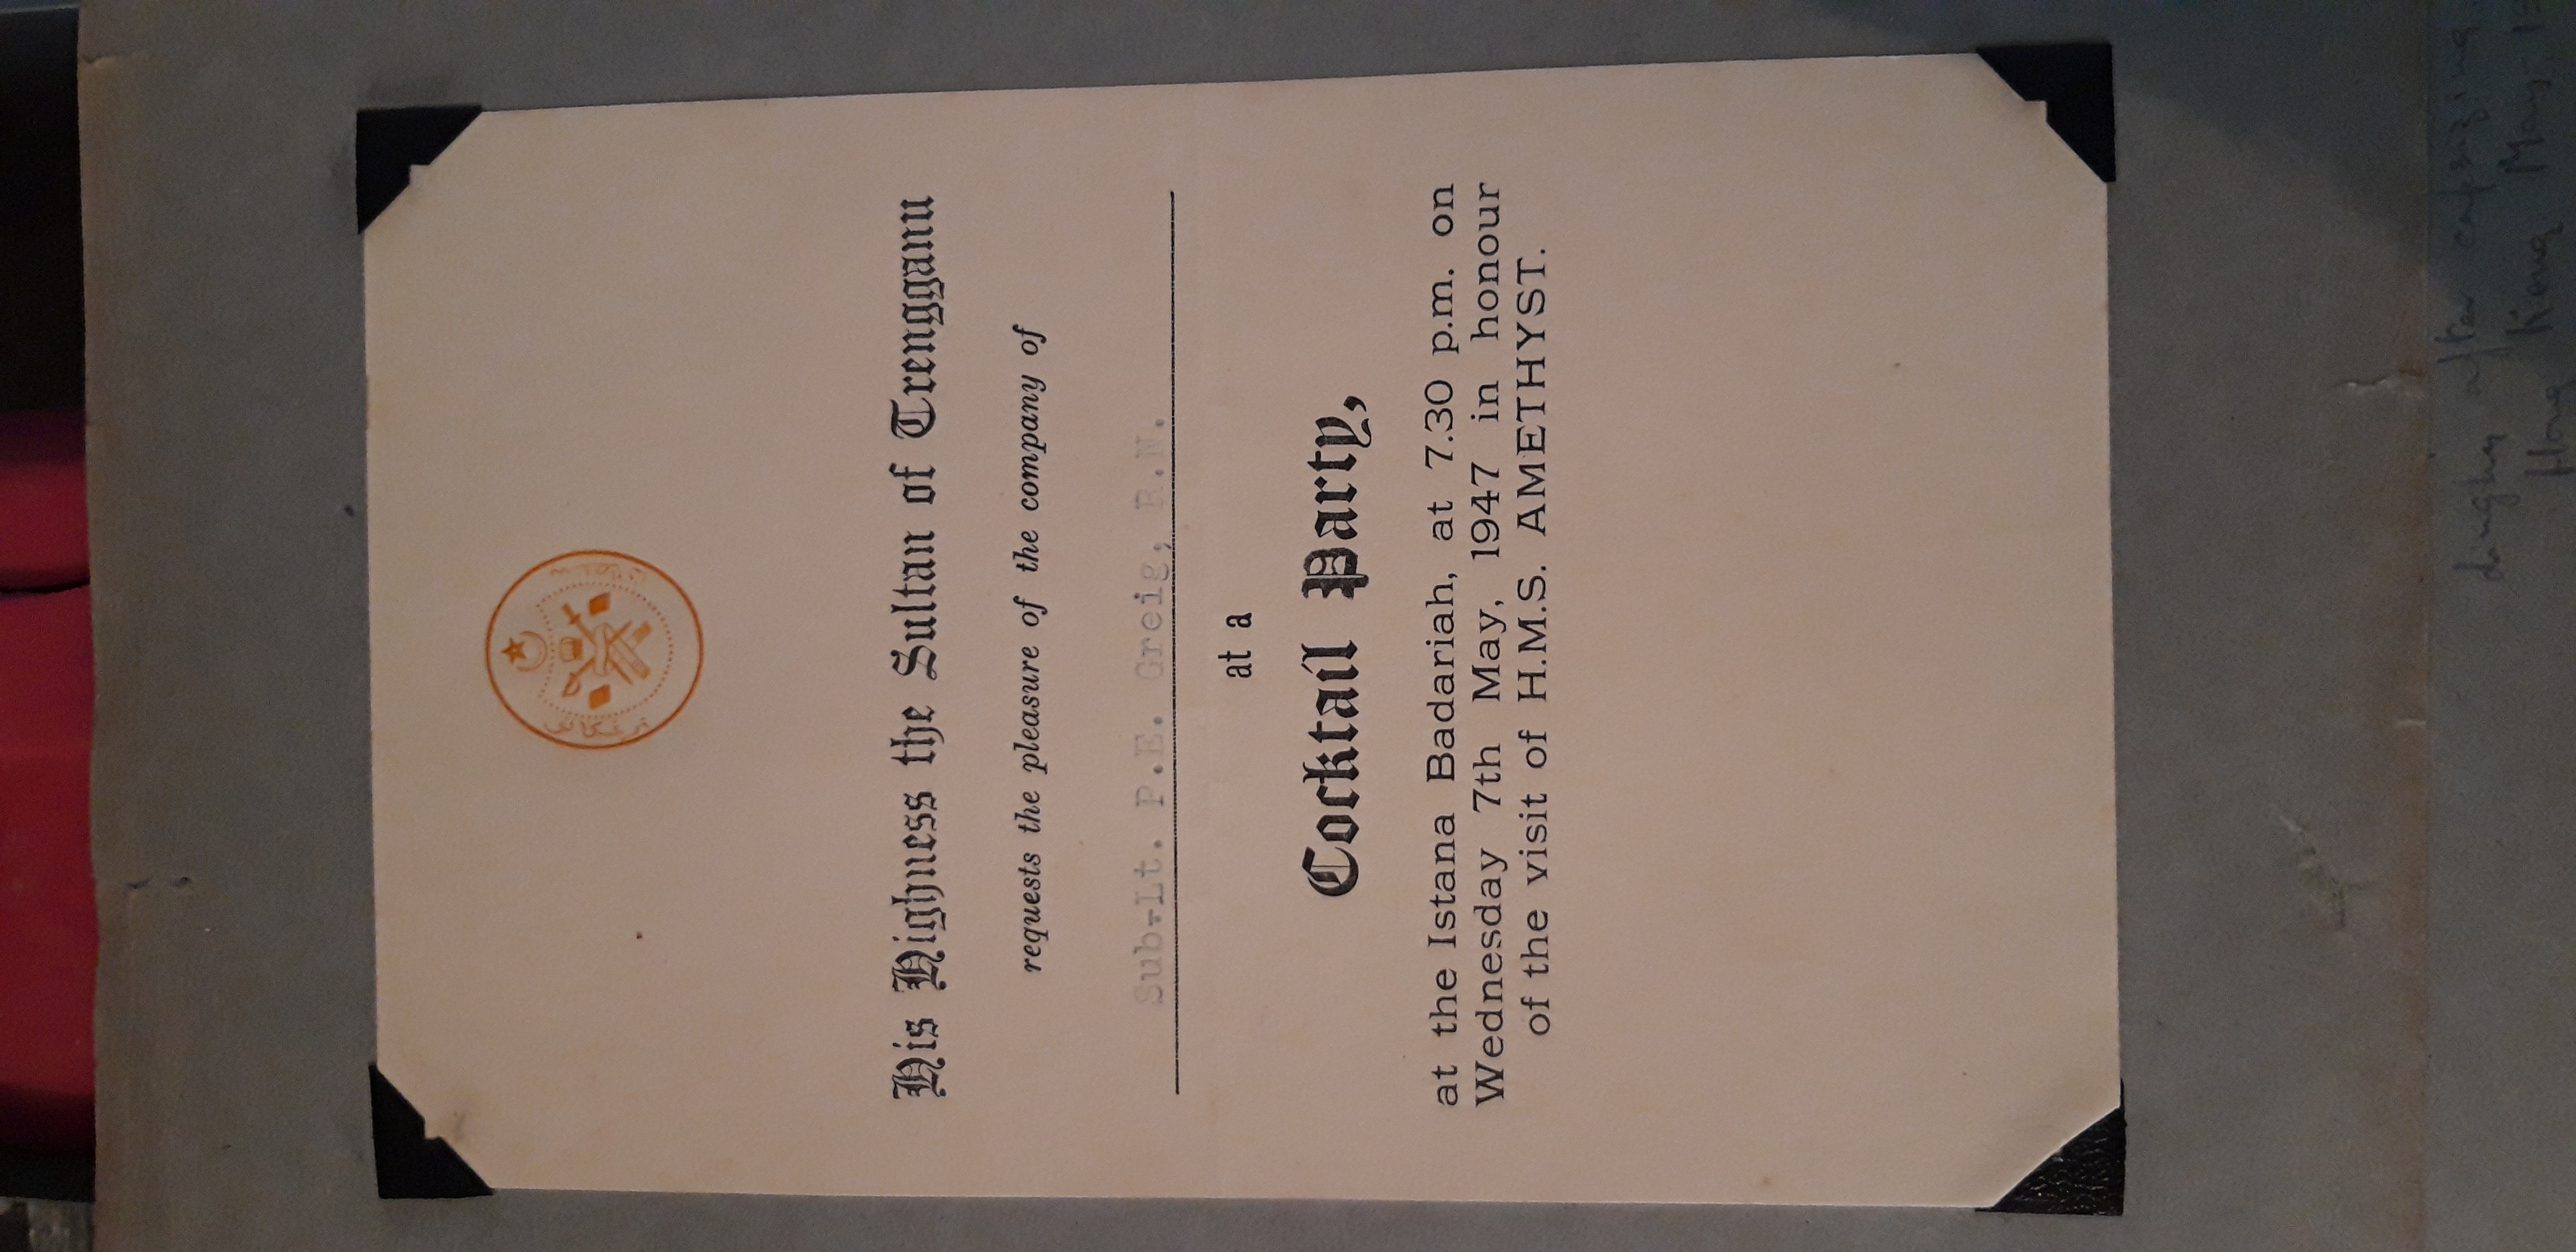 His Highness the Sultan of Trengganu
requests the pleasure of the company of
Sub-Lt. P.E. Greig, R.N.
at a
Cocktail Party,
at the Istana Badariah, at 7.30 p.m. on
Wednesday 7th May, 1947 in honour
of the visit of H.M.S. AMETHYST.
dinghy after capsizing
Hong Kong May